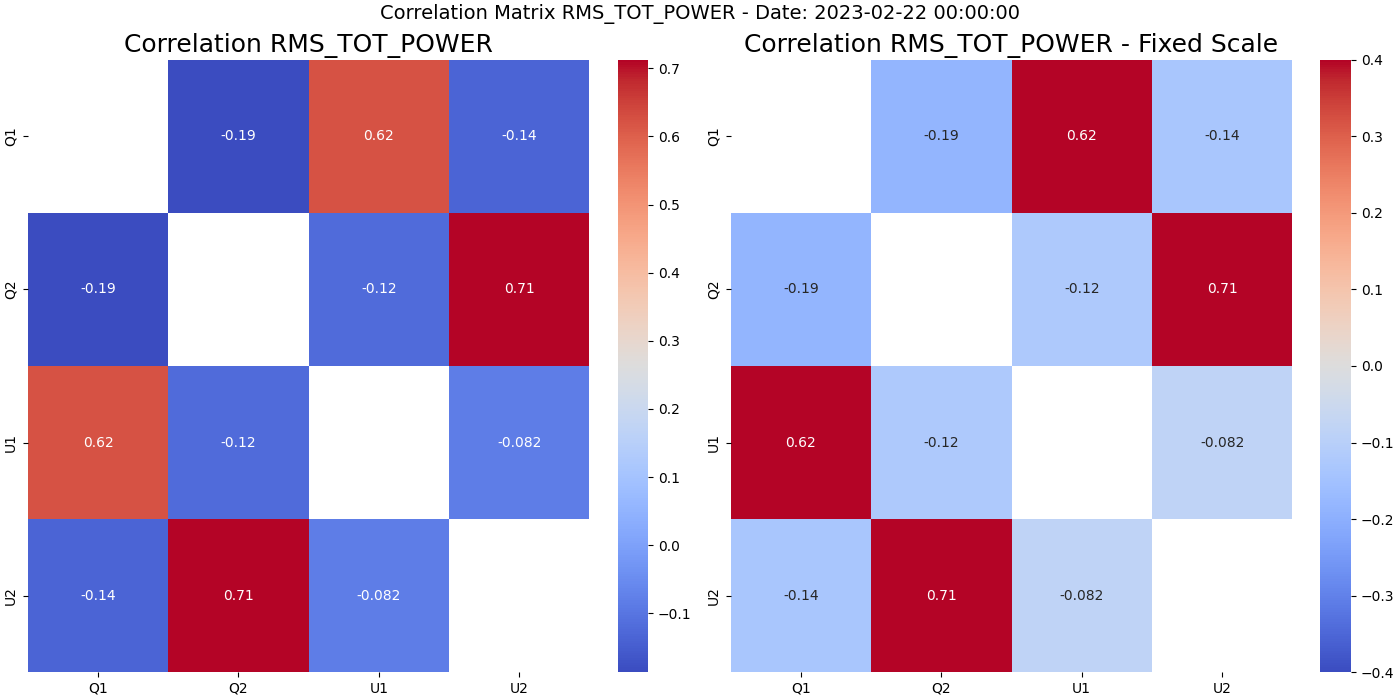 Correlation Matrix RMS_TOT_POWER - Date: 2023-02-22 00:00:00
Correlation RMS_TOT_POWER
Q1
-0.19
0.62
-0.14
Q2
-0.19
-0.12
0.71
U1
0.62
-0.12
-0.082
U2
-0.14
0.71
-0.082
Q1
Q2
U1
U2
0.7
0.6
0.5
0.4
0.3
0.2
0.1
0.0
−0.1
Correlation RMS_TOT_POWER - Fixed Scale
Q1
-0.19
0.62
-0.14
Q2
-0.19
-0.12
0.71
U1
0.62
-0.12
-0.082
U2
-0.14
0.71
-0.082
Q1
Q2
U1
U2
0.4
0.3
0.2
0.1
0.0
−0.1
−0.2
−0.3
−0.4